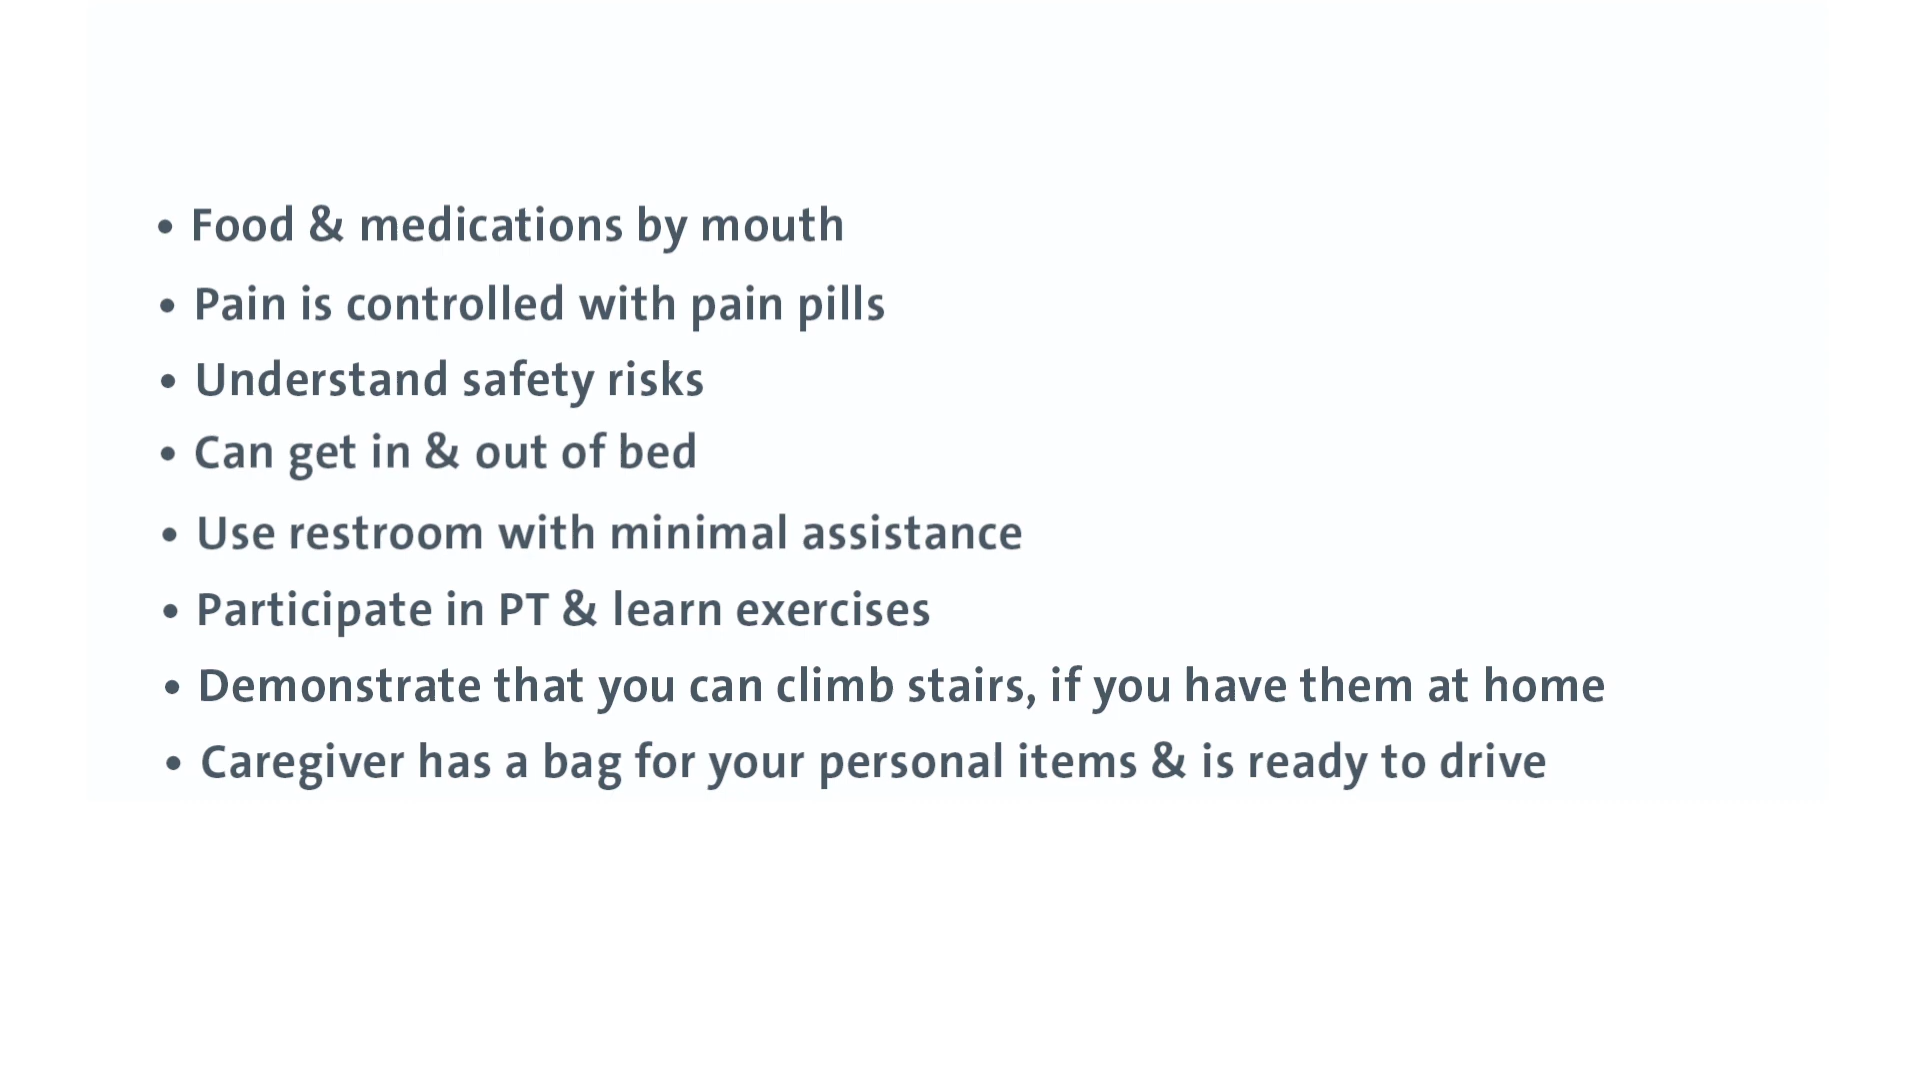 • Food & medications by mouth
• Pain is controlled with pain pills
• Understand safety risks
• Can get in & out of bed
• Use restroom with minimal assistance
• Participate in PT & learn exercises
• Demonstrate that you can climb stairs, if you have them at home
• Caregiver has a bag for your personal items & is ready to drive